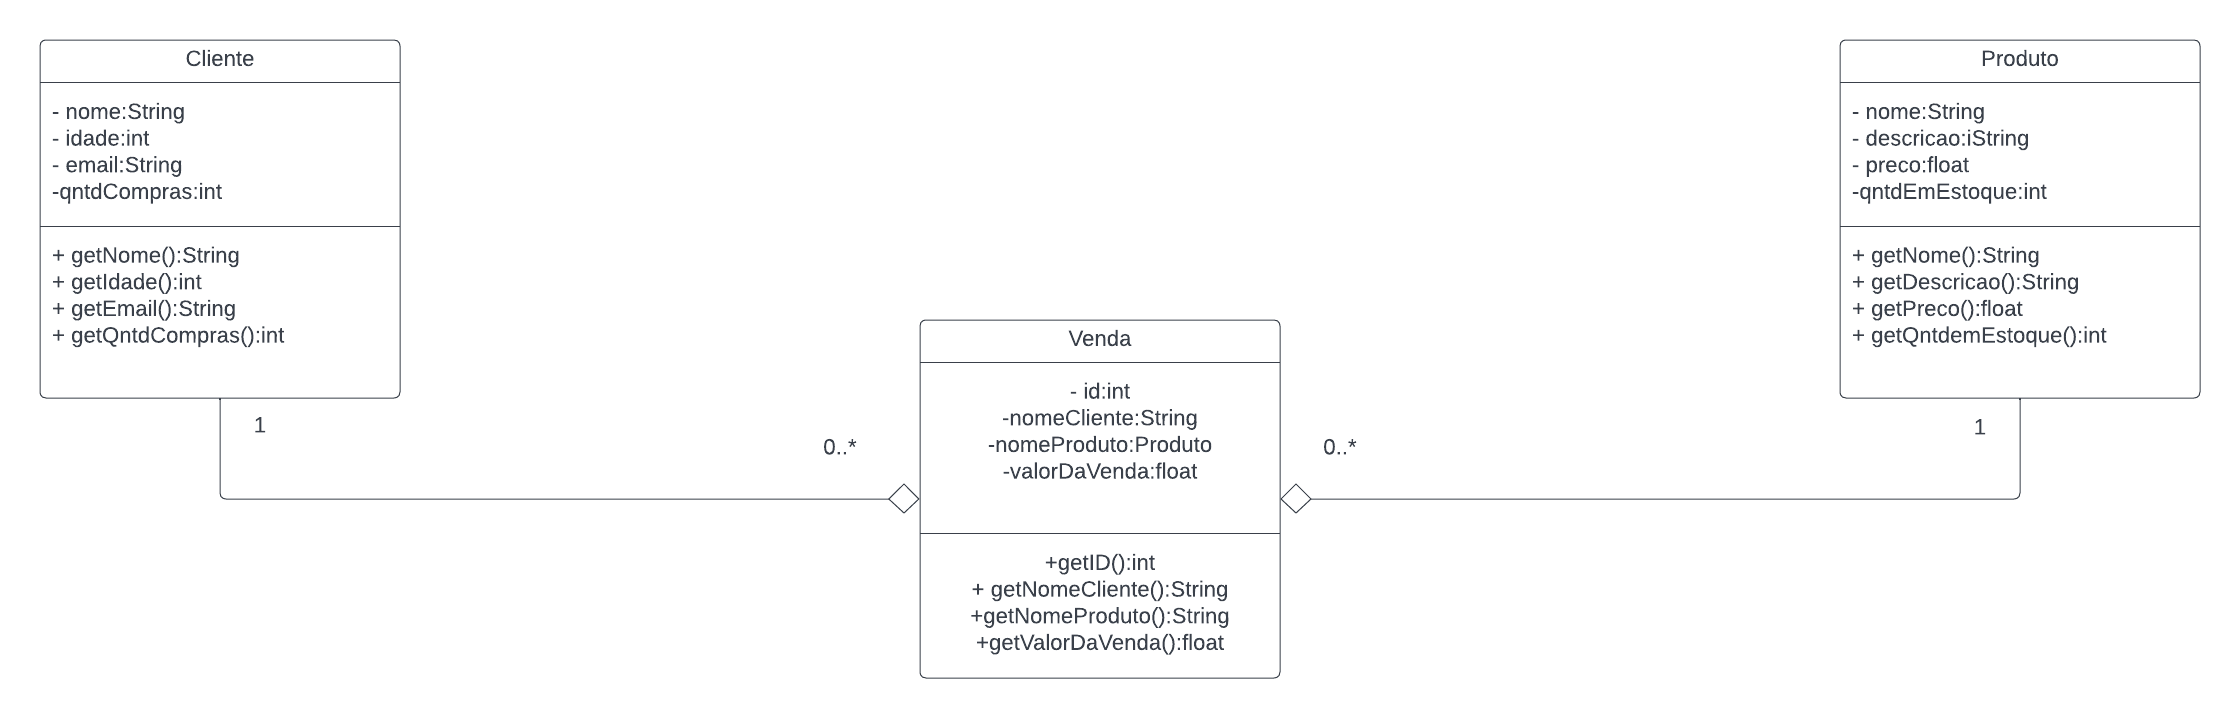 Cliente
- nome:String
- idade:int
- email:String
-qntdCompras:int
+ getNome():String
+ getIdade():int
+ getEmail():String
+ getQntdCompras():int
1
0..*
Venda
- id:int
-nomeCliente:String
-nomeProduto:Produto
-valorDaVenda:float
+getID():int
+ getNomeCliente():String
+getNomeProduto():String
+getValorDaVenda():float
0..*
1
Produto
- nome:String
- descricao:iString
- preco:float
-qntdEmEstoque:int
+ getNome():String
+ getDescricao():String
+ getPreco():float
+ getQntdemEstoque():int